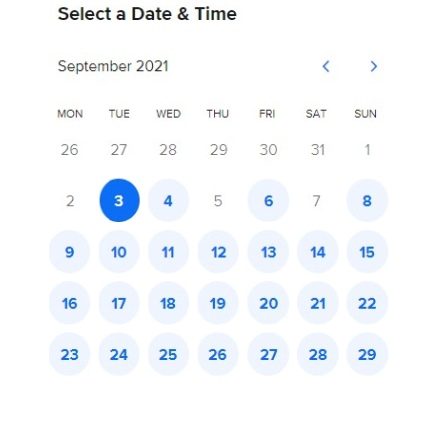 Select a Date & Time
September 2021
MON TUE WED THU FRI SAT SUN
26 27 28 29 30 31 1
2 3 4 5 6 7 8
9 10 11 12 13 14 15
16 17 18 19 20 21 22
23 24 25 26 27 28 29